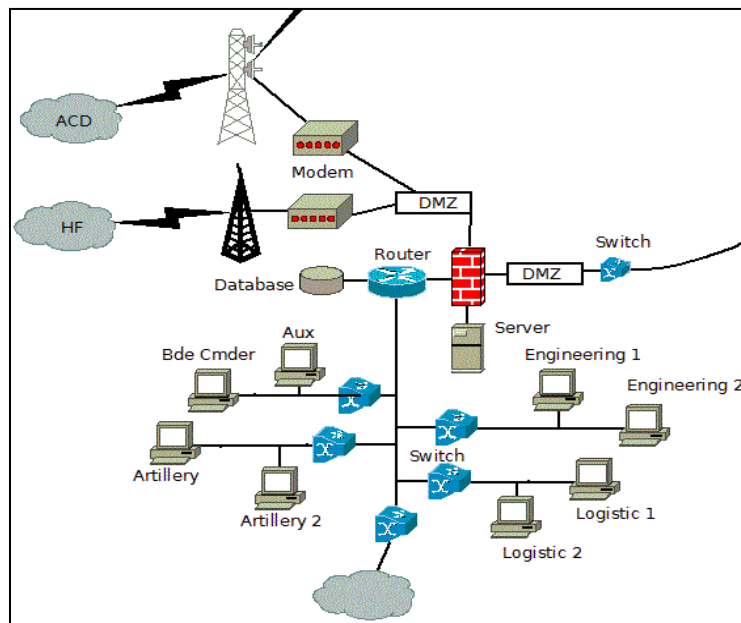 ACD
Modem
DMZ
HF
Switch
Router
DMZ
Database
Server
Aux
Bde Cmder
Engineering 1
Engineering 2
Artillery
Switch
Artillery 2
Logistic 1
Logistic 2